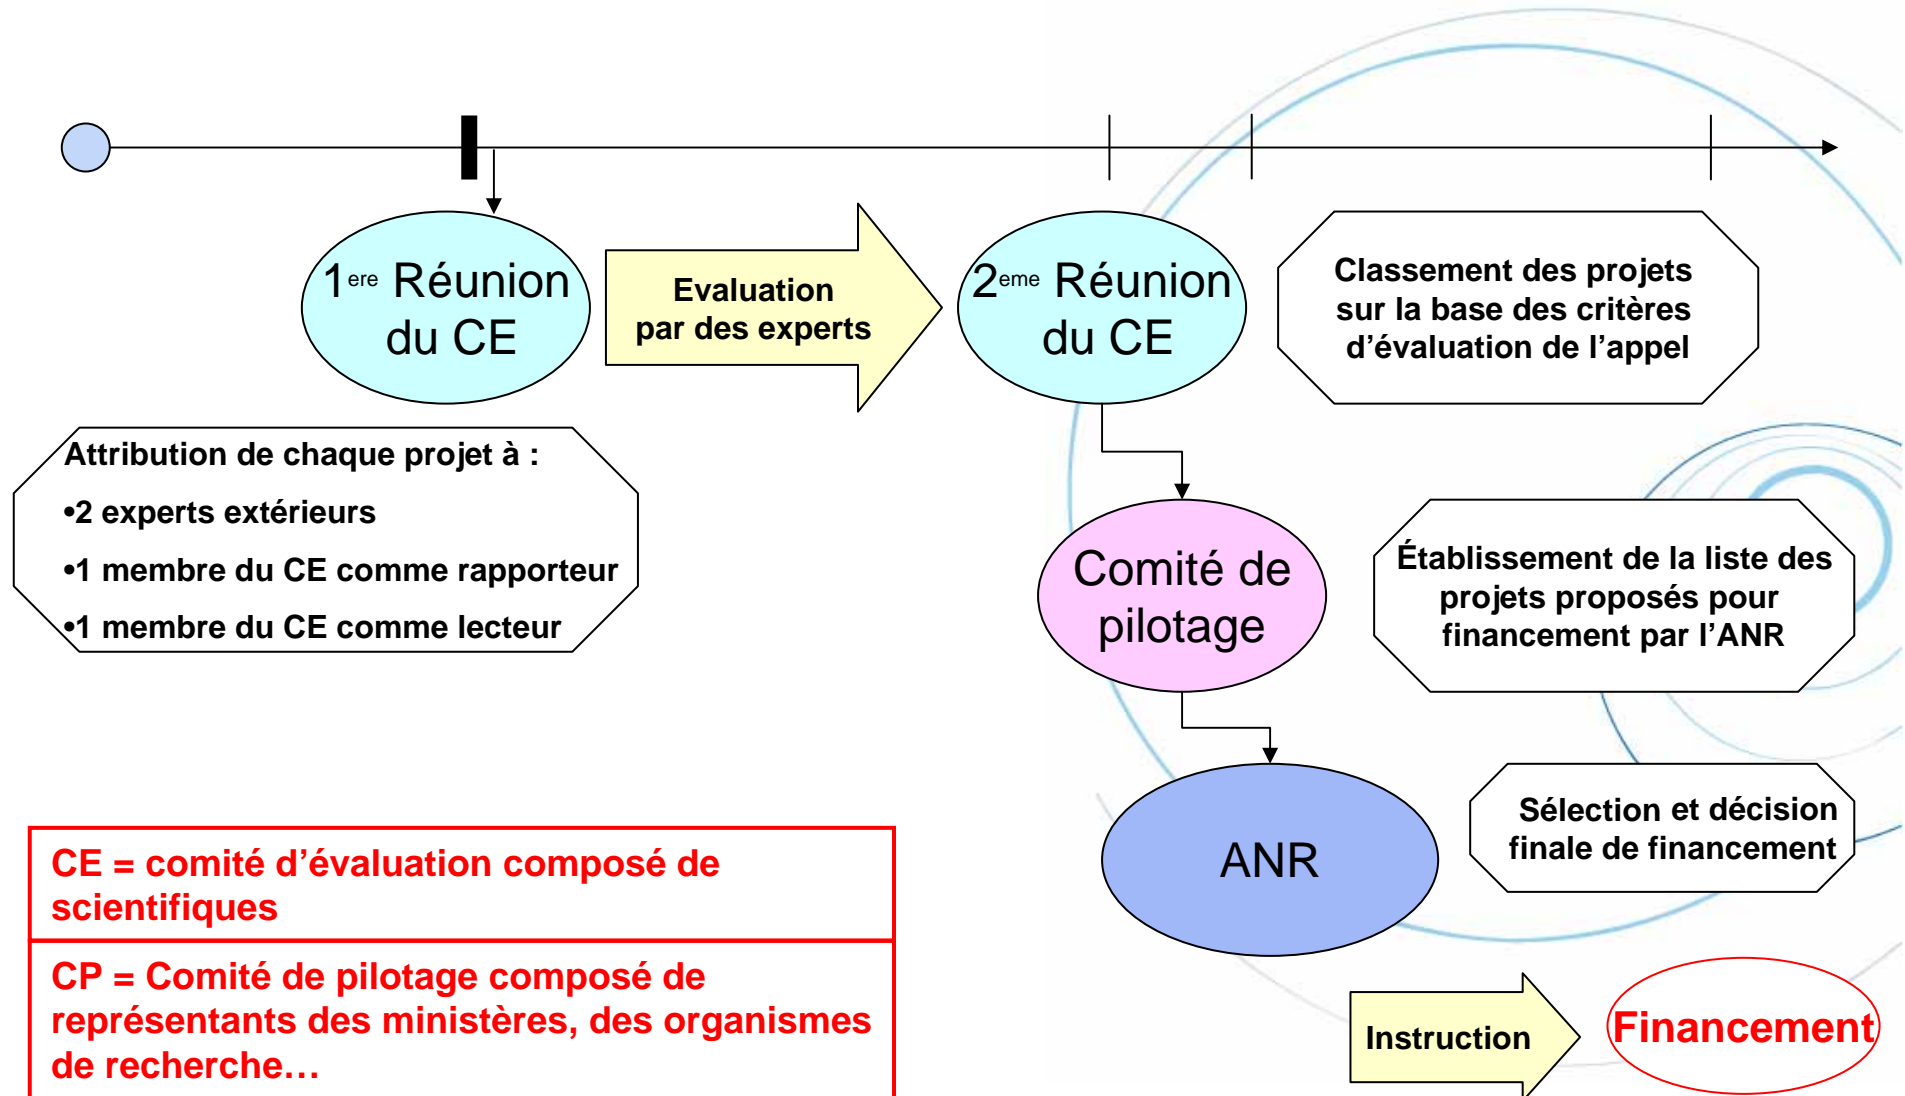 1ere Réunion
du CE
Evaluation
par des experts
2eme Réunion
du CE
Classement des projets
sur la base des critères
d’évaluation de l’appel
Attribution de chaque projet à :
•2 experts extérieurs
•1 membre du CE comme rapporteur
•1 membre du CE comme lecteur
Comité de
pilotage
Établissement de la liste des
projets proposés pour
financement par l’ANR
ANR
Sélection et décision
finale de financement
CE = comité d’évaluation composé de
scientifiques
CP = Comité de pilotage composé de
représentants des ministères, des organismes
de recherche…
Instruction
Financement